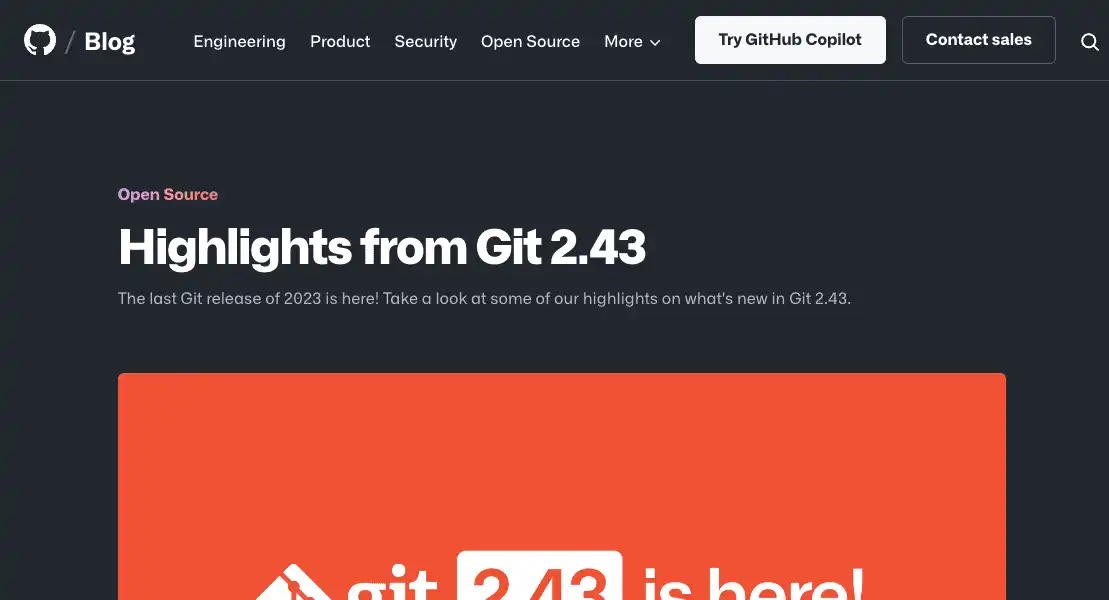 / Blog Engineering Product Security Open Source More Try GitHub Copilot Contact sales
Open Source
Highlights from Git 2.43
The last Git release of 2023 is here! Take a look at some of our highlights on what's new in Git 2.43.
git 2.43 is here!